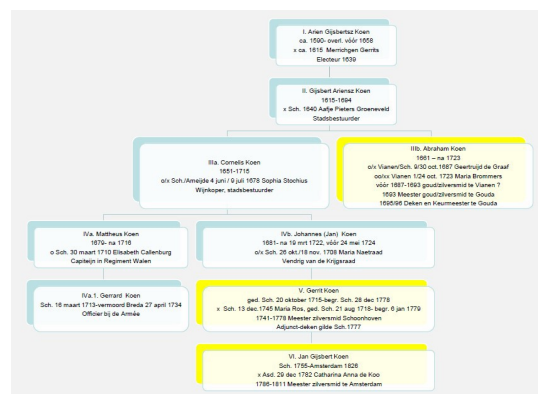 I. Arien Gijsbertsz Koen
ca. 1590- overl. vóór 1658
x ca. 1615 Merrichgen Gerrits
Electeur 1639
II. Gijsbert Ariensz Koen
1615-1694
x Sch. 1640 Aafje Pieters Groeneveld
Stadsbestuurder
IIIa. Cornelis Koen
1651-1715
o/x Sch./Ameijde 4 juni / 9 juli 1678 Sophia Stochius
Wijnkoper, stadsbestuurder
IIIb. Abraham Koen
1661 – na 1723
o/x Vianen/Sch. 9/30 oct.1687 Geertruijd de Graaf
oo/xx Vianen 1/24 oct. 1723 Maria Brommers
vóór 1687-1693 goud/zilversmid te Vianen ?
1693 Meester goud/zilversmid te Gouda
1695/96 Deken en Keurmeester te Gouda
IVa. Mattheus Koen
1679- na 1716
o Sch. 30 maart 1710 Elisabeth Callenburg
Capiteijn in Regiment Walen
IVb. Johannes (Jan) Koen
1681- na 19 mrt 1722, vóór 24 mei 1724
o/x Sch. 26 okt./18 nov. 1708 Maria Naetraad
Vendrig van de Krijgsraad
IVa.1. Gerrard Koen
Sch. 16 maart 1713-vermoord Breda 27 april 1734
Officier bij de Armée
V. Gerrit Koen
ged. Sch. 20 oktober 1715-begr. Sch. 28 dec 1778
x Sch. 13 dec.1745 Maria Ros, ged. Sch. 21 aug 1718- begr. 6 jan 1779
1741-1778 Meester zilversmid Schoonhoven
Adjunct-deken gilde Sch.1777
VI. Jan Gijsbert Koen
Sch. 1755-Amsterdam 1826
x Asd. 29 dec 1782 Catharina Anna de Koo
1786-1811 Meester zilversmid te Amsterdam